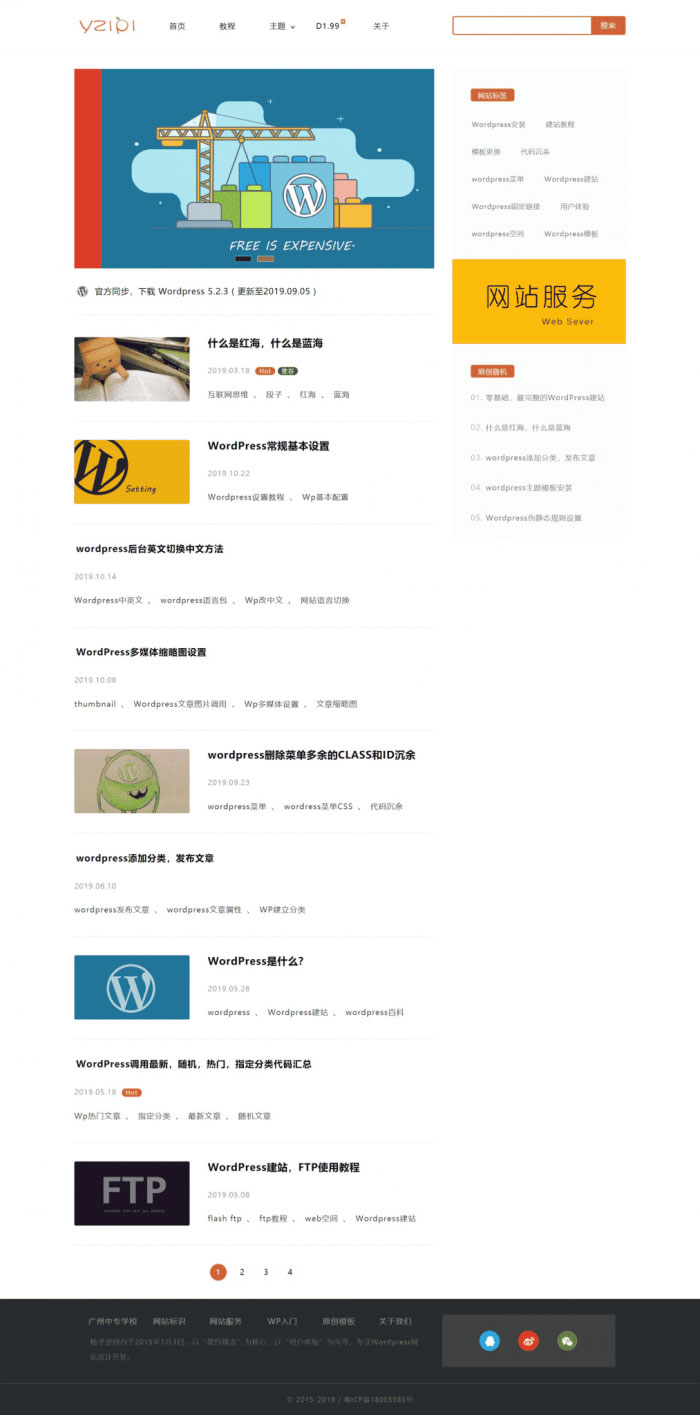 YZIPI
首页 教程 主题 D1.99 关于
搜索
FREE IS EXPENSIVE.
官方同步，下载 Wordpress 5.2.3 ( 更新至2019.09.05 )
什么是红海，什么是蓝海
2019.03.18 Hot
互联网思维 、 段子 、 红海 、 蓝海
WordPress常规基本设置
Setting
2019.10.22
Wordpress设置教程 、 Wp基本配置
wordpress后台英文切换中文方法
2019.10.14
Wordpress中英文 、 wordpress语言包 、 Wp改中文 、 网站语言切换
WordPress多媒体缩略图设置
2019.10.08
thumbnail 、 Wordpress文章图片调用 、 Wp多媒体设置 、 文章缩略图
wordpress删除菜单多余的CLASS和ID沉余
2019.09.23
wordpress菜单 、 wordress菜单CSS 、 代码沉余
wordpress添加分类，发布文章
2019.06.10
wordpress发布文章 、 wordpress文章属性 、 WP建立分类
WordPress是什么?
2019.05.28
wordpress 、 Wordpress建站 、 wordpress百科
WordPress调用最新，随机，热门，指定分类代码汇总
2019.05.18 Hot
Wp热门文章 、 指定分类 、 最新文章 、 随机文章
FTP
WordPress建站，FTP使用教程
2019.05.08
flash ftp 、 ftp教程 、 web空间 、 Wordpress建站
1 2 3 4
网站标签
Wordpress安装 建站教程
模板更换 代码沉余
wordpress菜单 Wordpress建站
Wordpress固定链接 用户体验
wordpress空间 Wordpress模板
网站服务
Web Sever
原创随机
01. 零基础，最完整的WordPress建站
02. 什么是红海，什么是蓝海
03. wordpress添加分类，发布文章
04. wordpress主题模板安装
05. Wordpress伪静态规则设置
广州中专学校 网站标识 网站服务 WP入门 原创模板 关于我们
柚子皮创办于2015年1月3日，以“简约理念”为核心，以“用户体验”为向导，专注Wordpress网
站设计开发。
© 2015-2019 / 粤ICP备16005985号